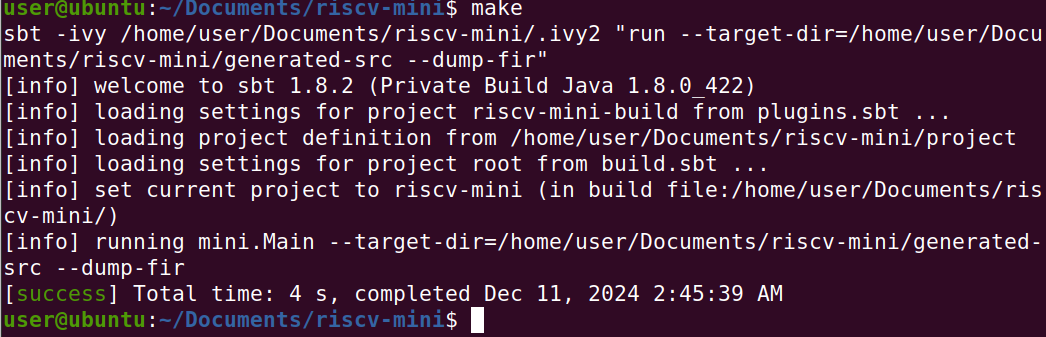 user@ubuntu:~/Documents/riscv-mini$ make
sbt -ivy /home/user/Documents/riscv-mini/.ivy2 "run --target-dir=/home/user/Docu
ments/riscv-mini/generated-src --dump-fir"
[info] welcome to sbt 1.8.2 (Private Build Java 1.8.0_422)
[info] loading settings for project riscv-mini-build from plugins.sbt ...
[info] loading project definition from /home/user/Documents/riscv-mini/project
[info] loading settings for project root from build.sbt ...
[info] set current project to riscv-mini (in build file:/home/user/Documents/ris
cv-mini/)
[info] running mini.Main --target-dir=/home/user/Documents/riscv-mini/generated-
src --dump-fir
[success] Total time: 4 s, completed Dec 11, 2024 2:45:39 AM
user@ubuntu:~/Documents/riscv-mini$